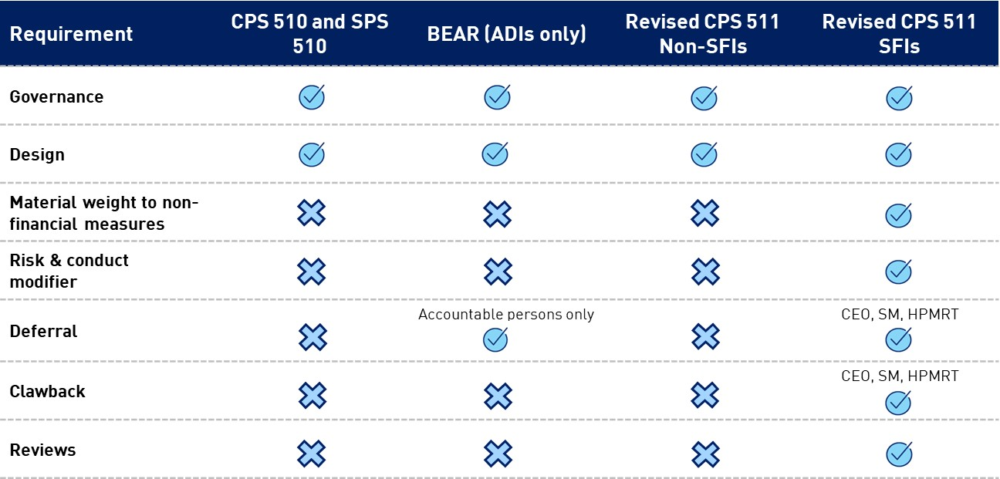 Requirement
CPS 510 and SPS
510
BEAR (ADIs only)
Revised CPS 511
Non-SFIs
Revised CPS 511
SFIs
Governance
Design
Material weight to non-
financial measures
Risk & conduct
modifier
Deferral
Accountable persons only
CEO, SM, HPMRT
Clawback
CEO, SM, HPMRT
Reviews